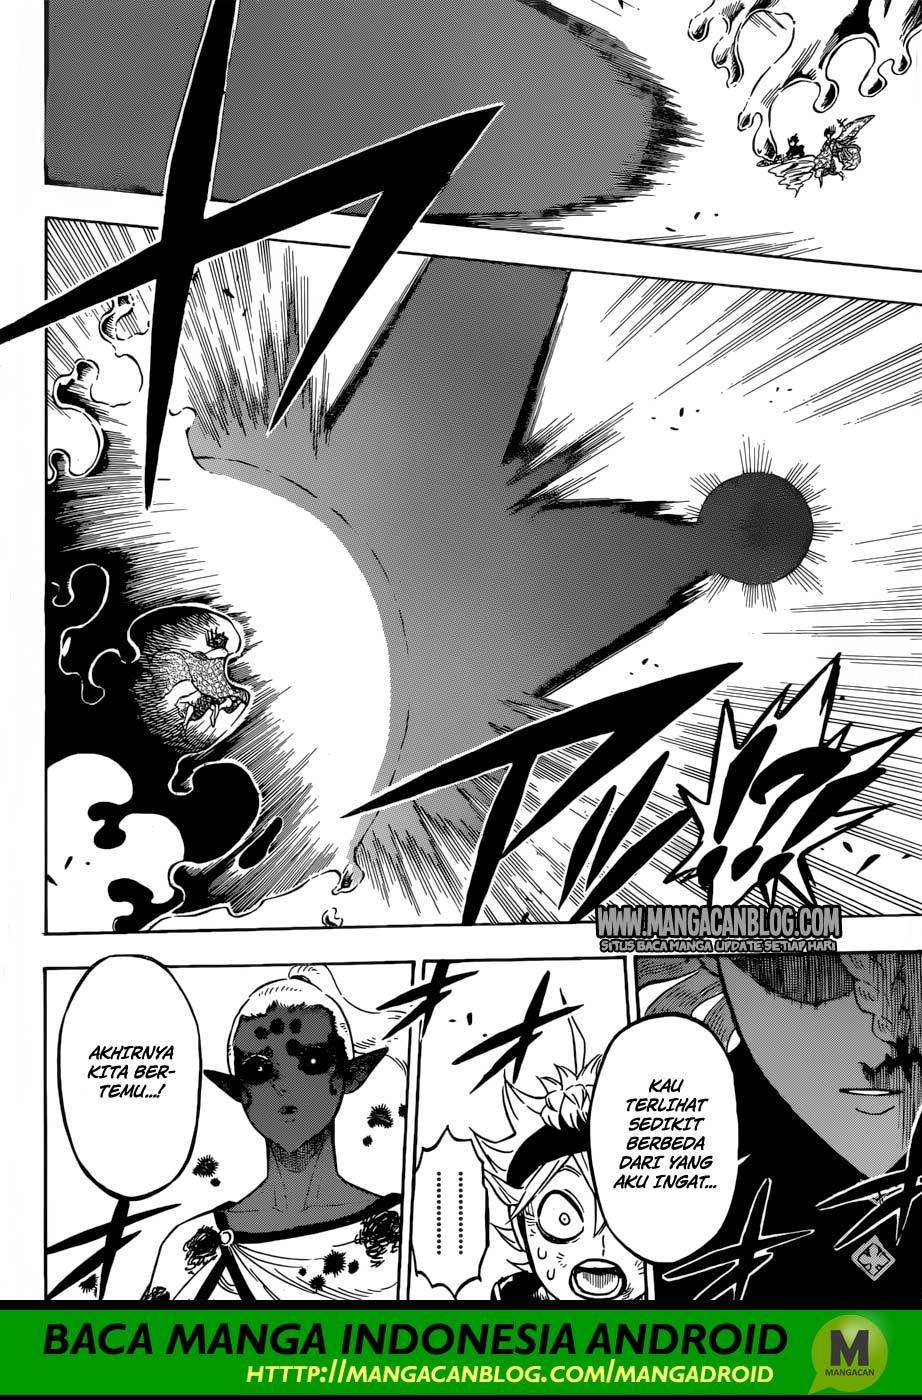 !!?
WWW.MANGACANBLOG.COM
SITUS BACA MANGA UPDATE SETIAP HARI
KAU
TERLIHAT
SEDIKIT
BERBEDA
DARI YANG
AKU INGAT...
AKHIRNYA
KITA BER-
TEMU...!
BACA MANGA INDONESIA ANDROID
HTTTP://MANGACANBLOG.COM/MANGADROID
M
MANGACAN